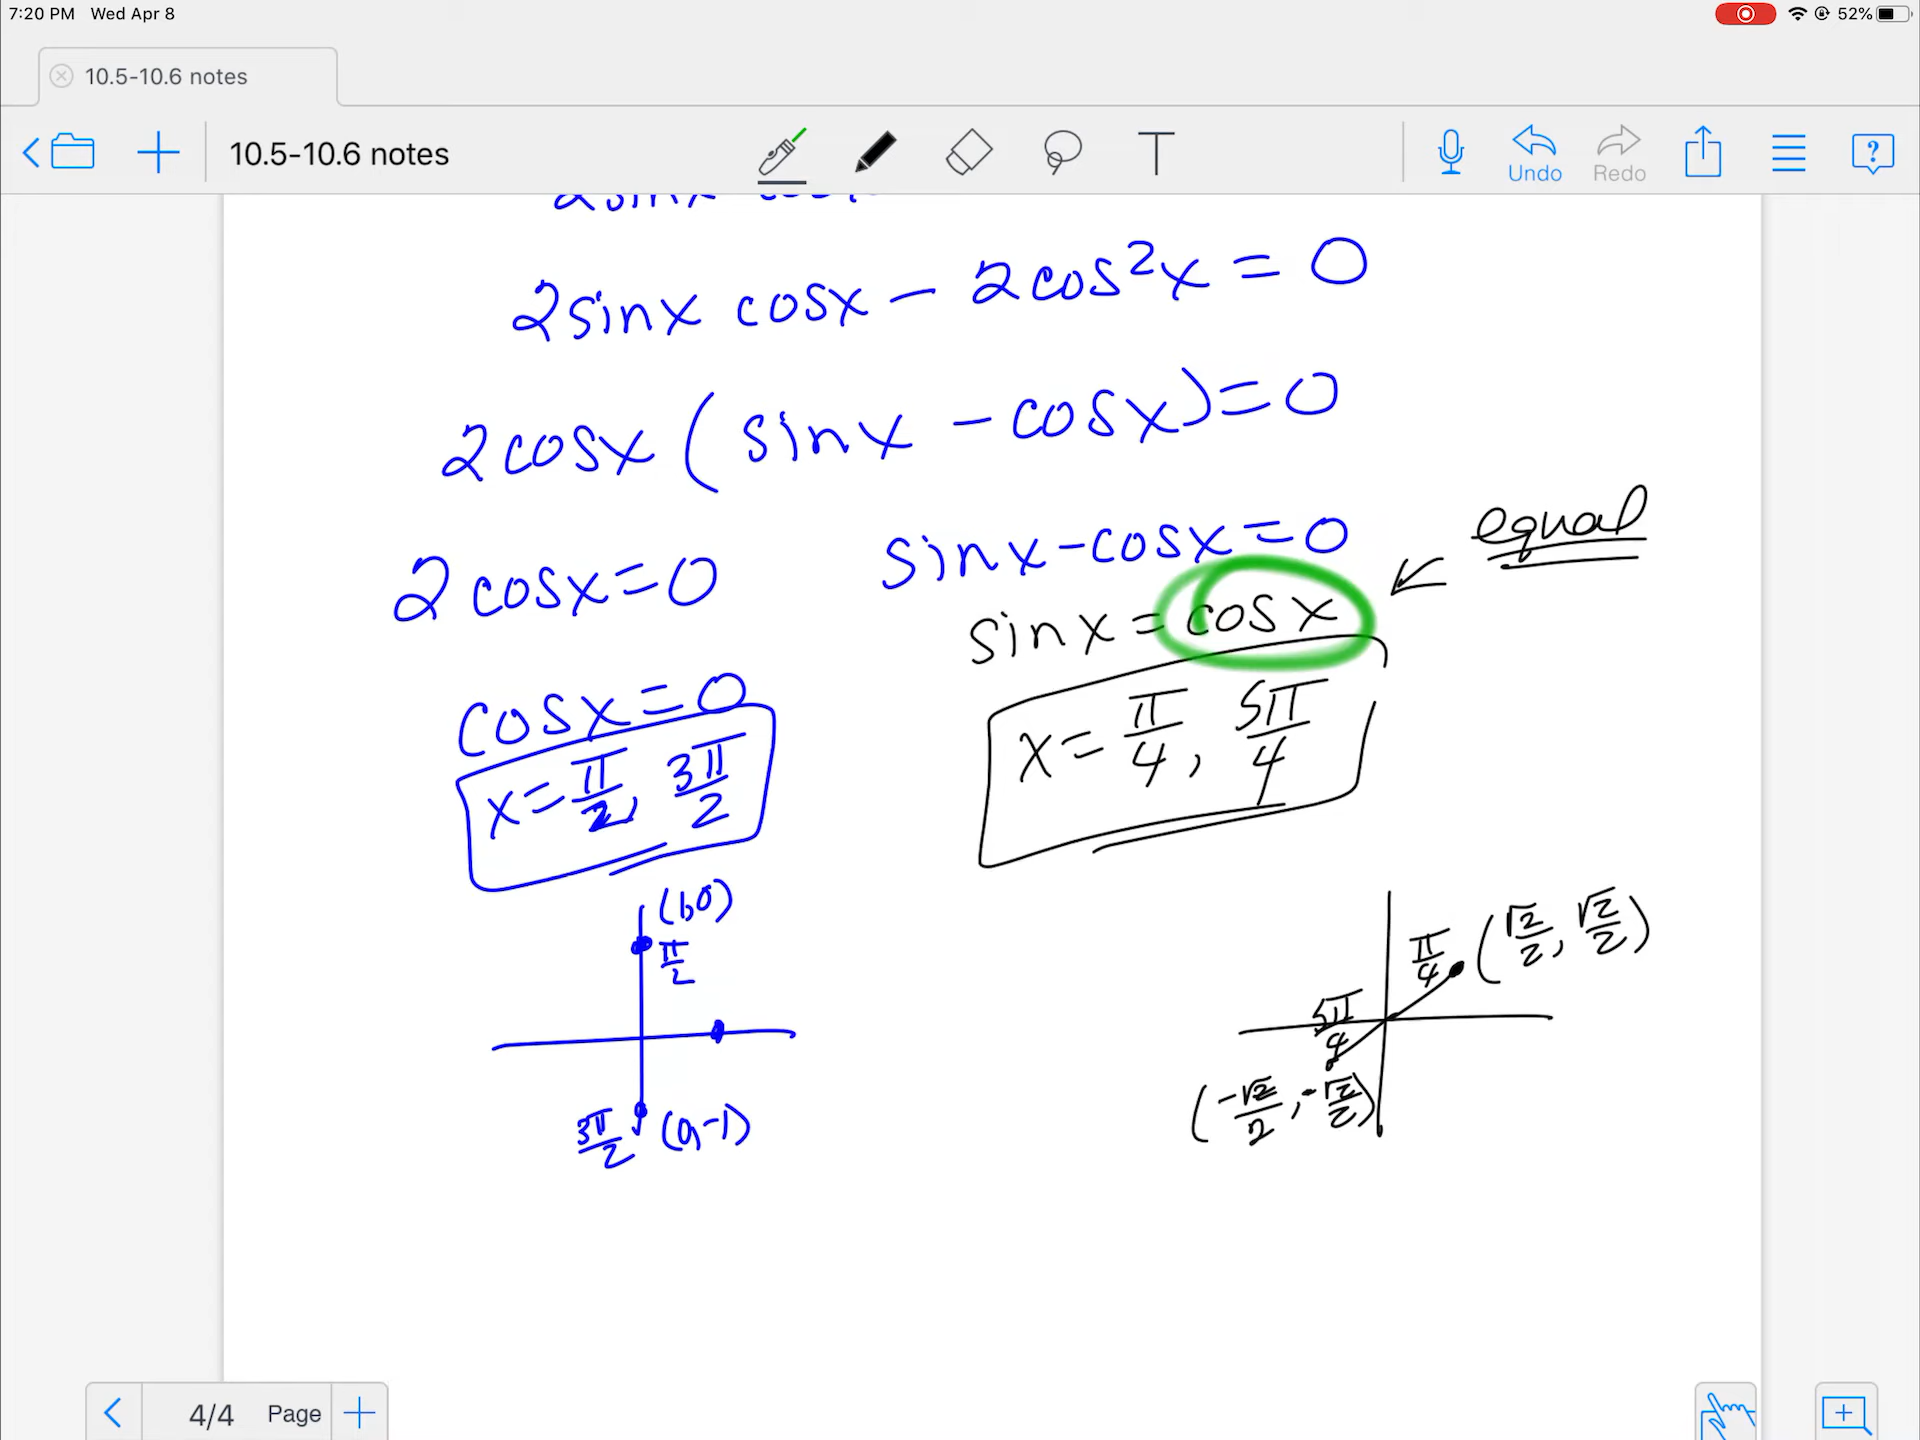 7:20 PM Wed Apr 8
52%
10.5-10.6 notes
10.5-10.6 notes
Undo
Redo
2sinx cosx − 2cos²x = 0
2cosx (sinx − cosx) = 0
2cosx = 0
sinx − cosx = 0
equal
sinx = cosx
cosx = 0
x = π/2, 3π/2
x = π/4, 5π/4
π/2
3π/2 (0,-1)
π/4 (√2/2, √2/2)
5π/4
(-√2/2, -√2/2)
4/4 Page